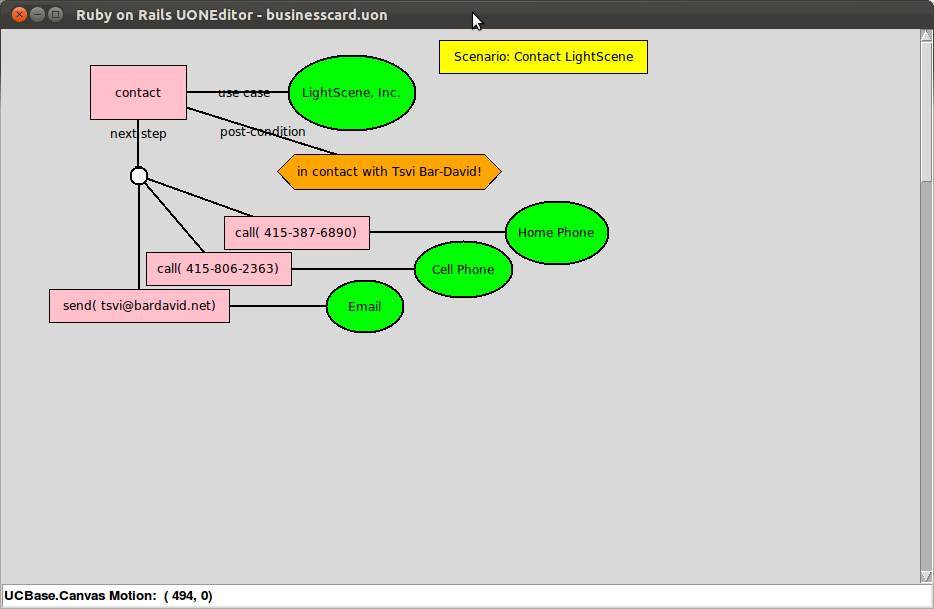 Ruby on Rails UONEditor - businesscard.uon
Scenario: Contact LightScene
contact
use case
LightScene, Inc.
next step
post-condition
in contact with Tsvi Bar-David!
call( 415-387-6890)
Home Phone
call( 415-806-2363)
Cell Phone
send( tsvi@bardavid.net)
Email
UCBase.Canvas Motion: ( 494, 0)